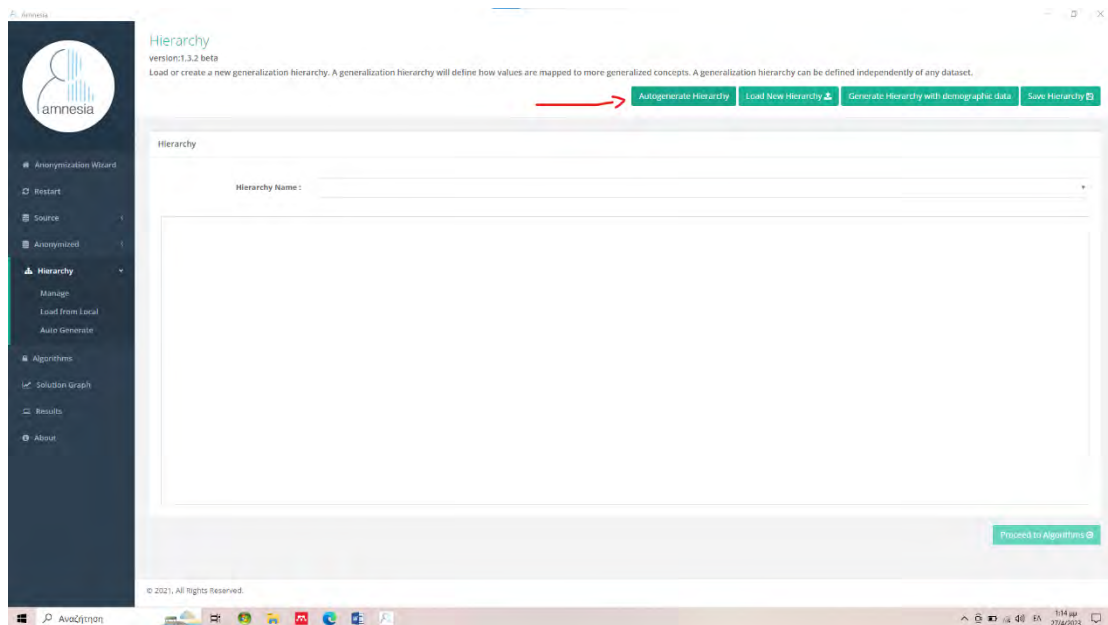 Amnesia
amnesia
Hierarchy
version:1.3.2 beta
Load or create a new generalization hierarchy. A generalization hierarchy will define how values are mapped to more generalized concepts. A generalization hierarchy can be defined independently of any dataset.
Autogenerate Hierarchy Load New Hierarchy Generate Hierarchy with demographic data Save Hierarchy
Hierarchy
Hierarchy Name :
Anonymization Wizard
Restart
Source
Anonymized
Hierarchy
Manage
Load from Local
Auto Generate
Algorithms
Solution Graph
Results
About
Proceed to Algorithms
© 2021, All Rights Reserved.
Αναζήτηση
ΕΛ
1:14 μμ
27/4/2023